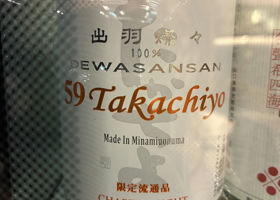 出羽燦々
100%
DEWASANSAN
59 Takachiyo
Made In Minamiuonuma
限定流通品